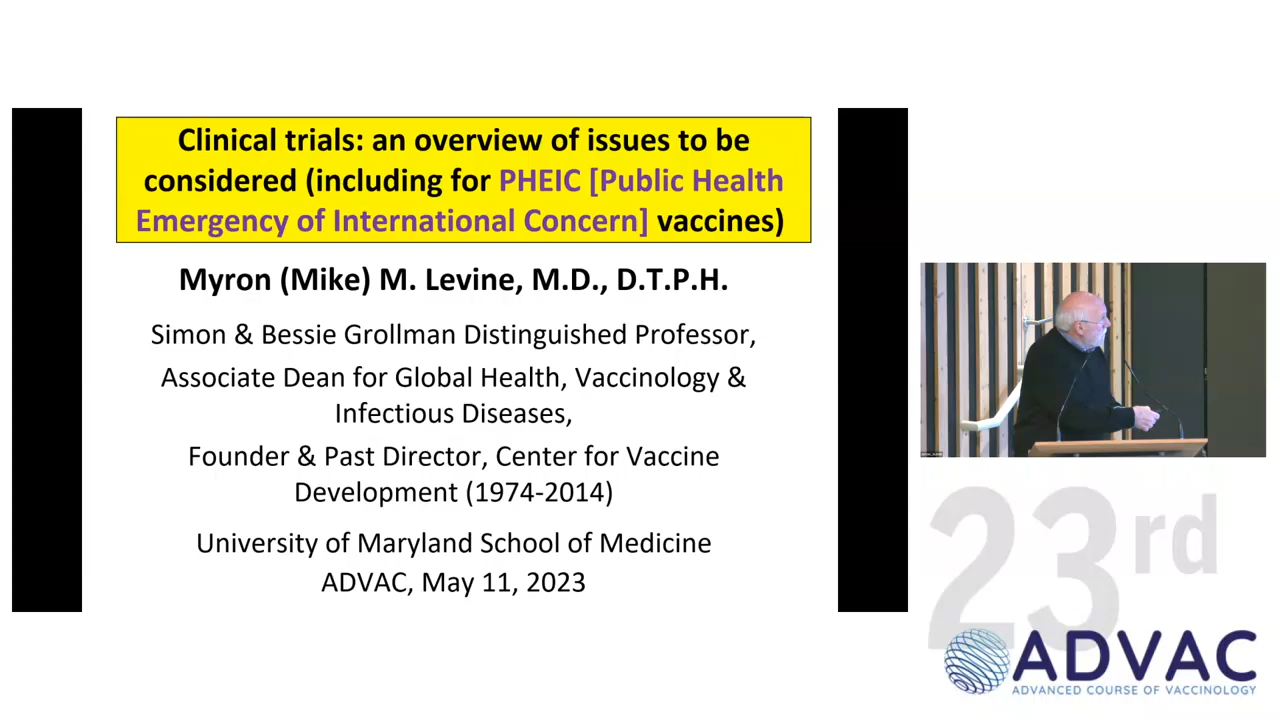 Clinical trials: an overview of issues to be
considered (including for PHEIC [Public Health
Emergency of International Concern] vaccines)
Myron (Mike) M. Levine, M.D., D.T.P.H.
Simon & Bessie Grollman Distinguished Professor,
Associate Dean for Global Health, Vaccinology &
Infectious Diseases,
Founder & Past Director, Center for Vaccine
Development (1974-2014)
University of Maryland School of Medicine
ADVAC, May 11, 2023
23rd
ADVAC
ADVANCED COURSE OF VACCINOLOGY